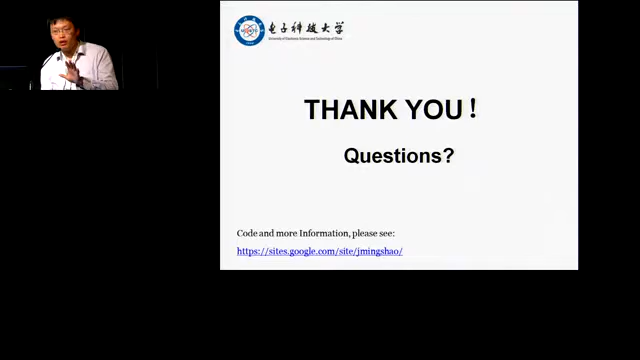 电子科技大学
University of Electronic Science and Technology of China
THANK YOU！
Questions?
Code and more Information, please see:
https://sites.google.com/site/jmingshao/